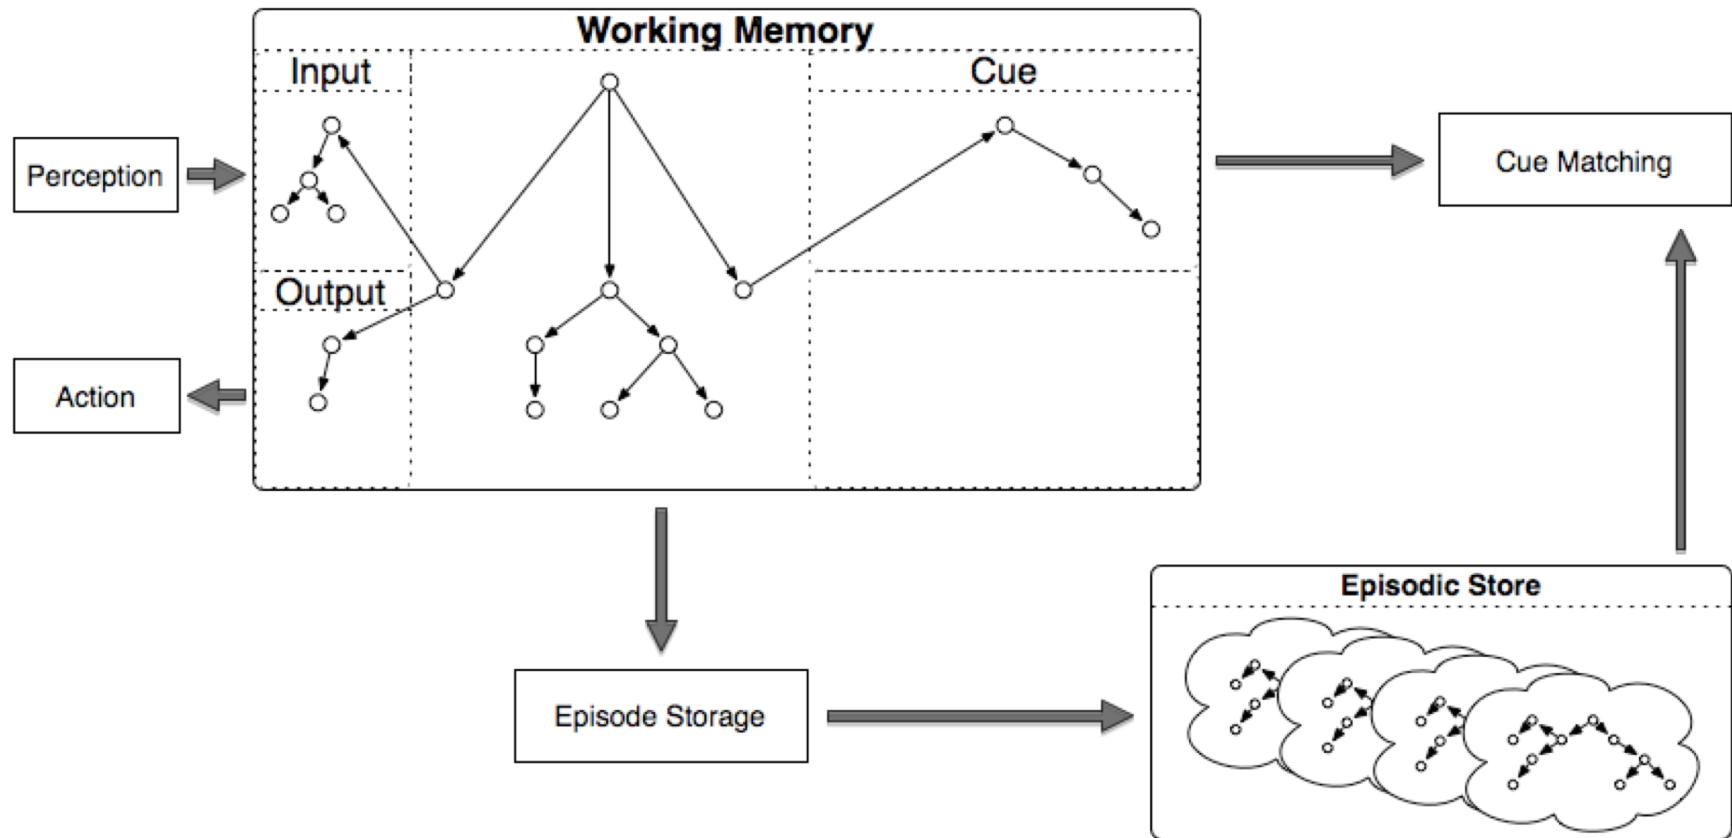 Working Memory
Input
Cue
Perception
Cue Matching
Output
Action
Episodic Store
Episode Storage